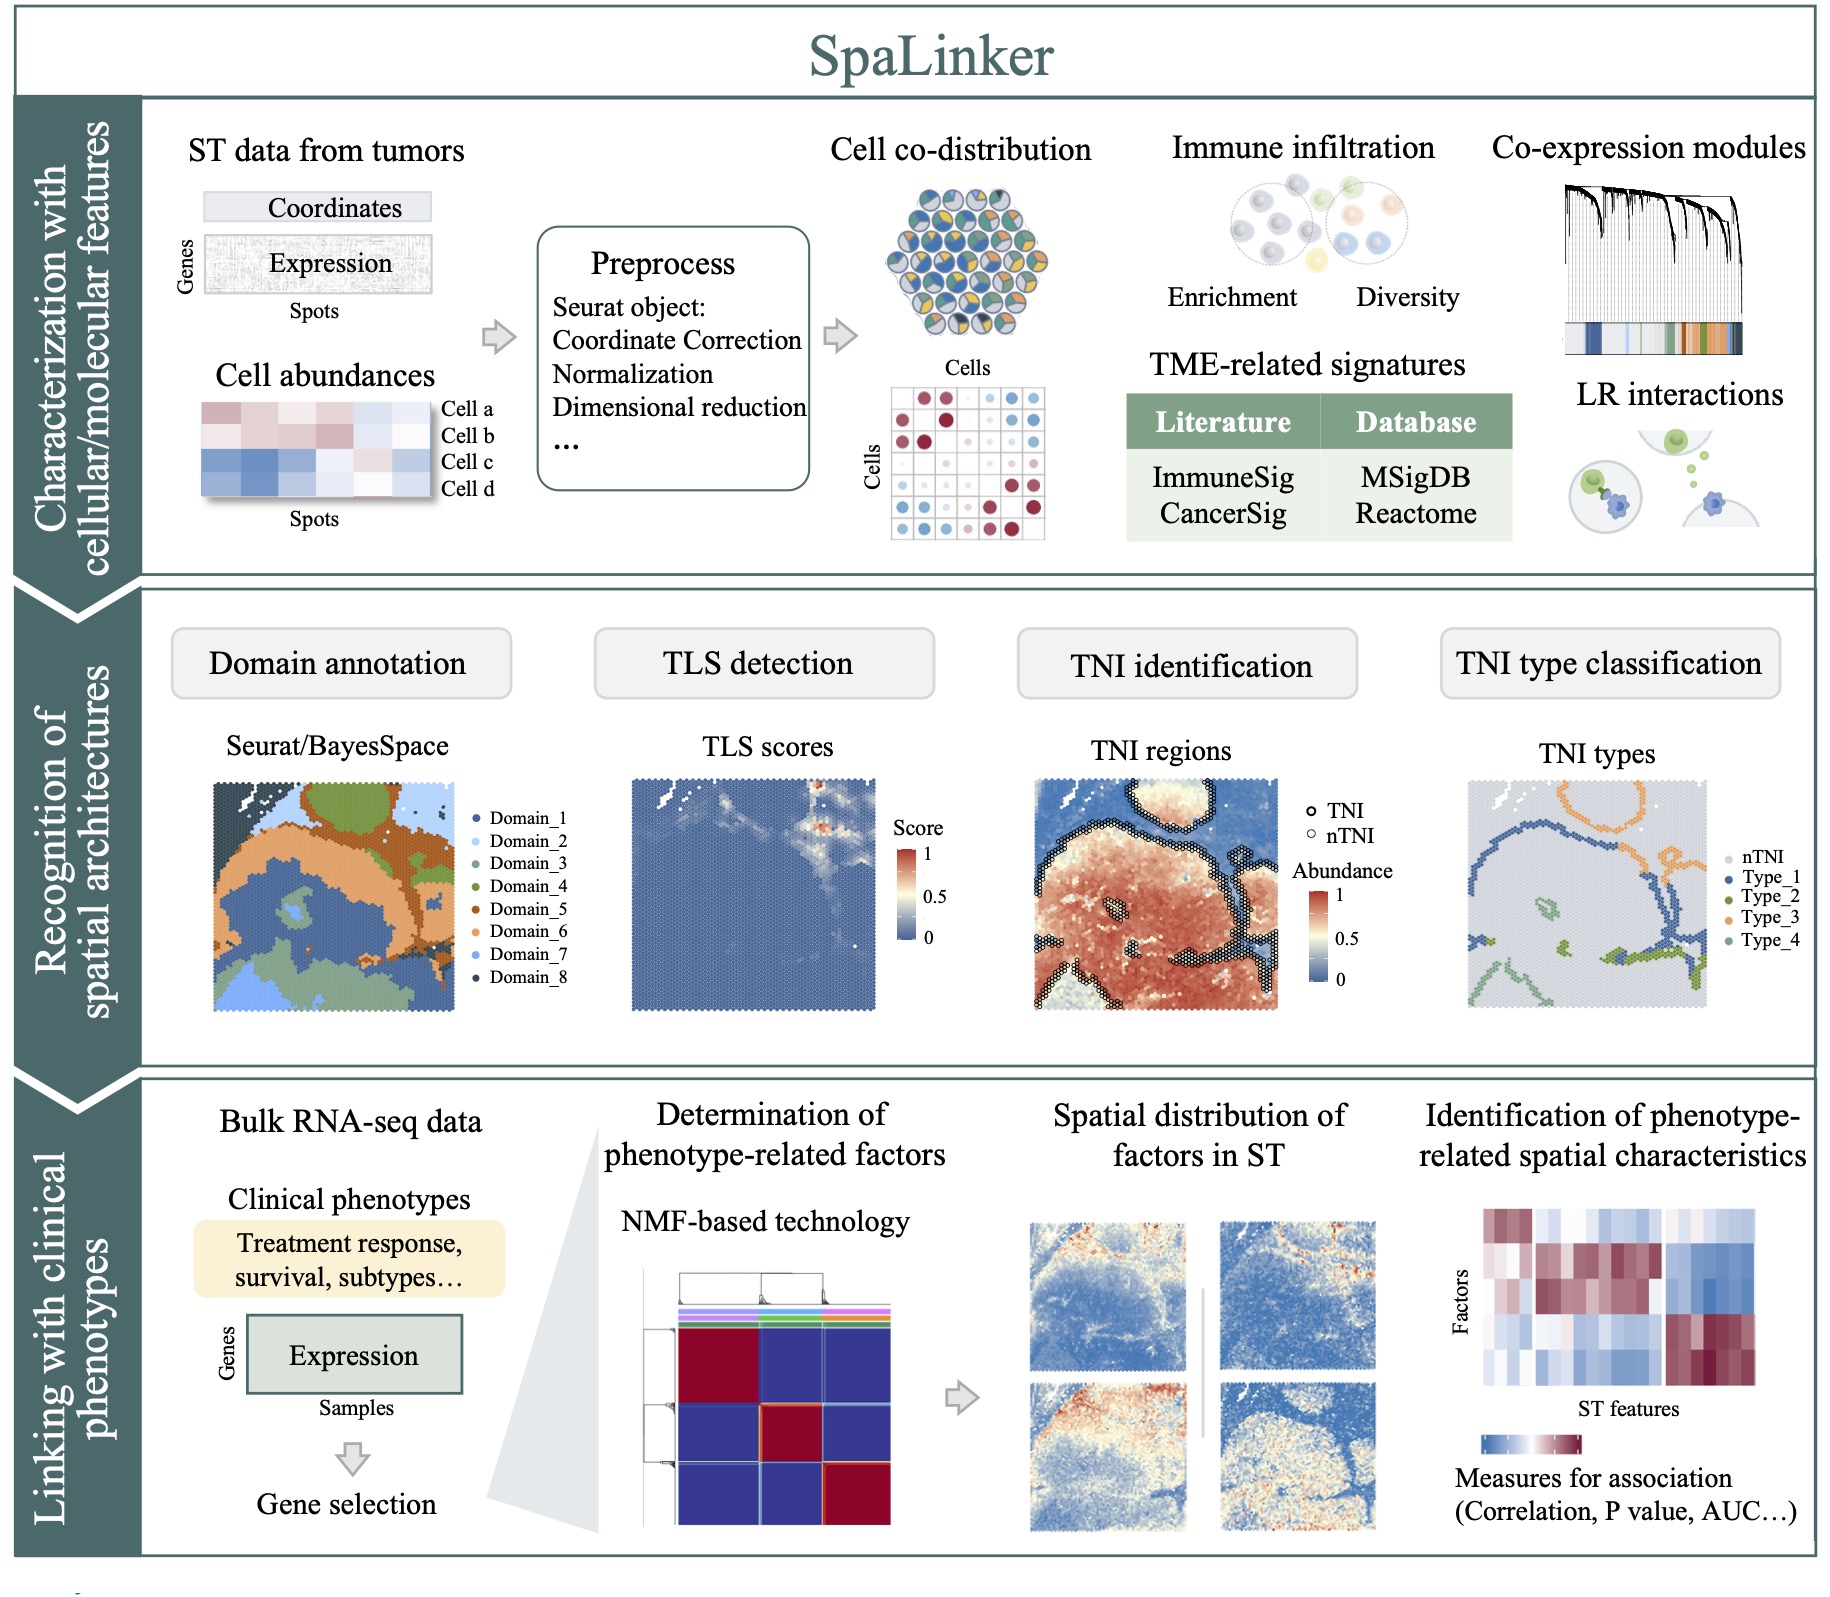 SpaLinker
Characterization with
cellular/molecular features
ST data from tumors
Coordinates
Genes
Expression
Spots
Cell abundances
Cell a
Cell b
Cell c
Cell d
Spots
Preprocess
Seurat object:
Coordinate Correction
Normalization
Dimensional reduction
...
Cell co-distribution
Cells
Cells
Immune infiltration
Enrichment
Diversity
TME-related signatures
Literature
Database
ImmuneSig
MSigDB
CancerSig
Reactome
Co-expression modules
LR interactions
Recognition of
spatial architectures
Domain annotation
Seurat/BayesSpace
Domain_1
Domain_2
Domain_3
Domain_4
Domain_5
Domain_6
Domain_7
Domain_8
TLS detection
TLS scores
Score
1
0.5
0
TNI identification
TNI regions
TNI
nTNI
Abundance
1
0.5
0
TNI type classification
TNI types
nTNI
Type_1
Type_2
Type_3
Type_4
Linking with clinical
phenotypes
Bulk RNA-seq data
Clinical phenotypes
Treatment response,
survival, subtypes…
Genes
Expression
Samples
Gene selection
Determination of
phenotype-related factors
NMF-based technology
Spatial distribution of
factors in ST
Identification of phenotype-
related spatial characteristics
Factors
ST features
Measures for association
(Correlation, P value, AUC…)